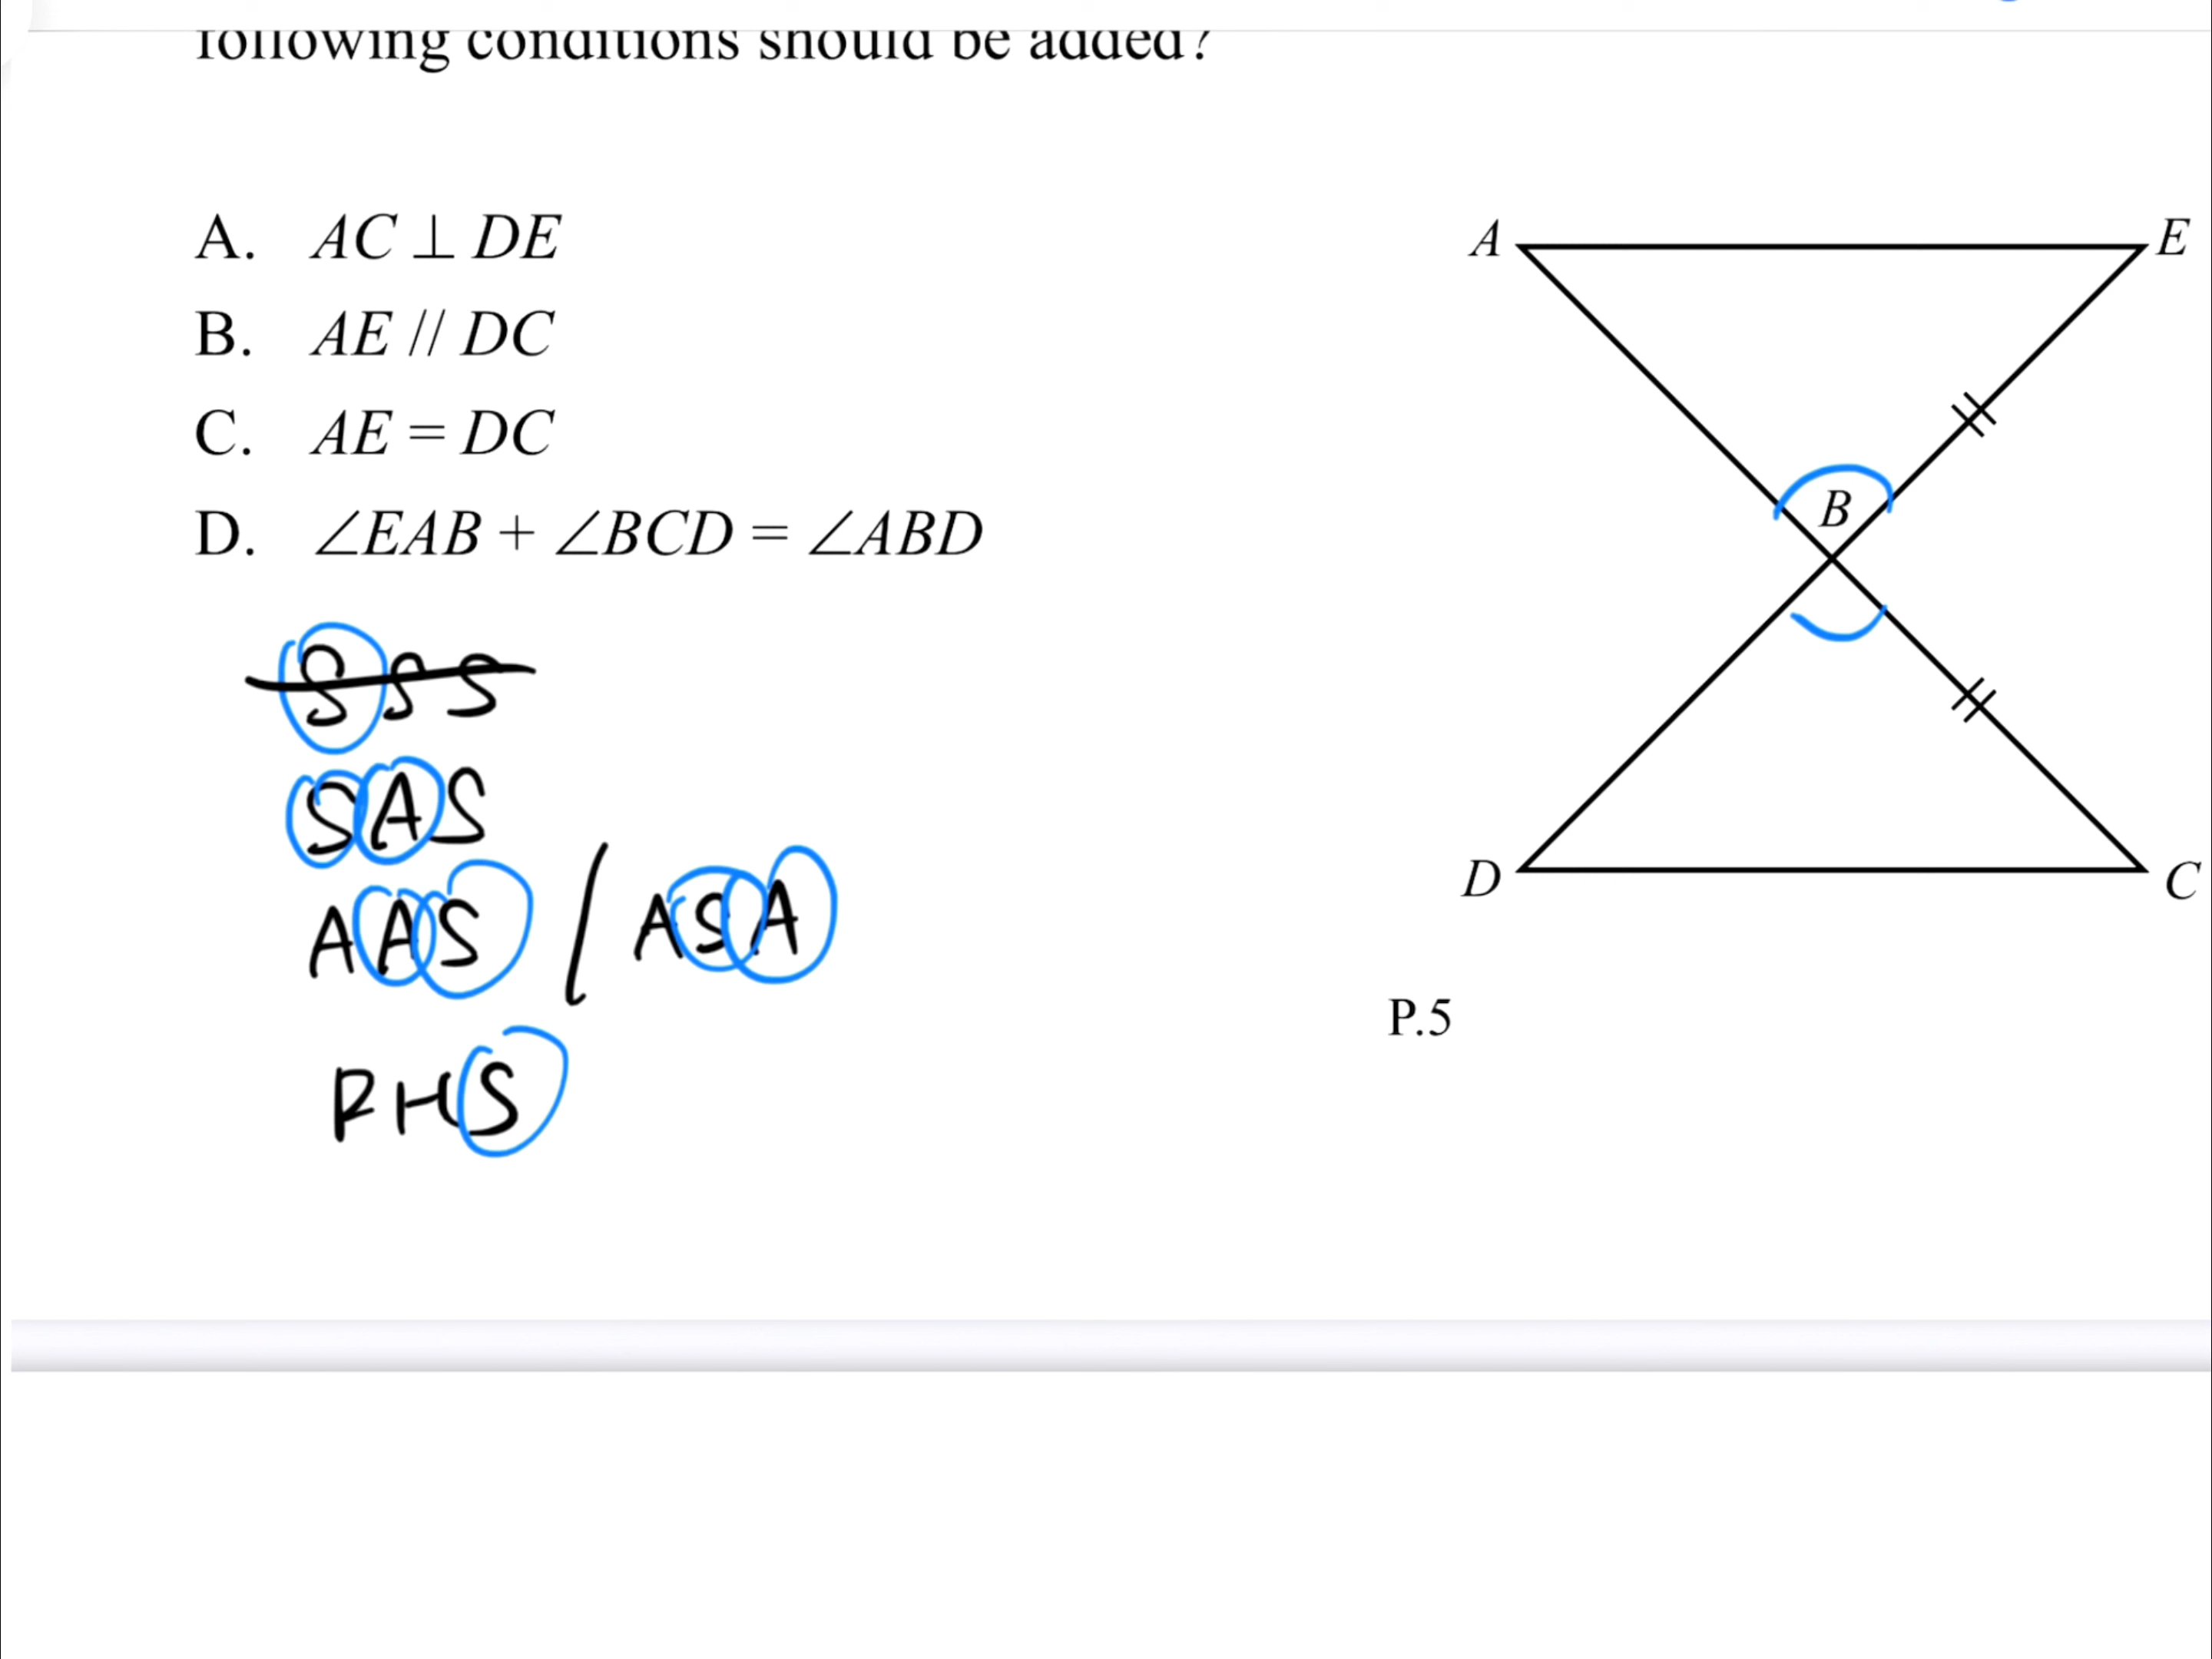 following conditions should be added?
A. AC ⊥ DE
B. AE // DC
C. AE = DC
D. ∠EAB + ∠BCD = ∠ABD
A
E
B
D
C
SSS
SAS
AAS / ASA
RHS
P.5